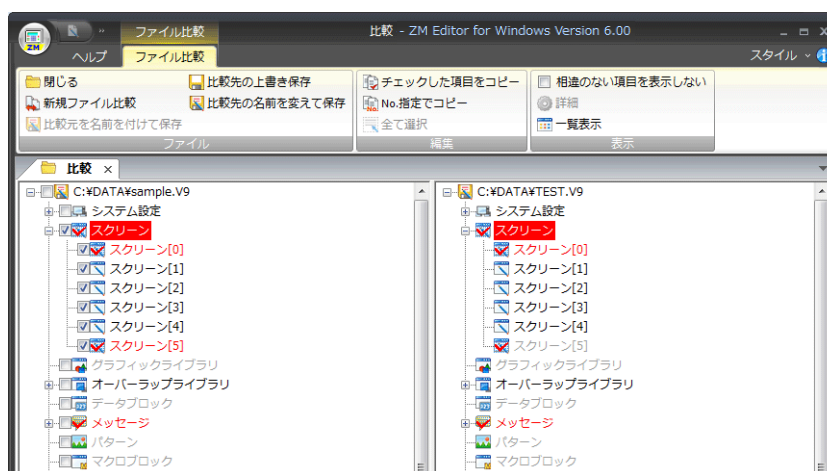 ファイル比較
比較 - ZM Editor for Windows Version 6.00
ZM
ヘルプ
ファイル比較
スタイル
閉じる
比較先の上書き保存
新規ファイル比較
比較先の名前を変えて保存
比較元を名前を付けて保存
ファイル
チェックした項目をコピー
No.指定でコピー
全て選択
編集
相違のない項目を表示しない
詳細
一覧表示
表示
比較
C:¥DATA¥sample.V9
システム設定
スクリーン
スクリーン[0]
スクリーン[1]
スクリーン[2]
スクリーン[3]
スクリーン[4]
スクリーン[5]
グラフィックライブラリ
オーバーラップライブラリ
データブロック
メッセージ
パターン
マクロブロック
C:¥DATA¥TEST.V9
システム設定
スクリーン
スクリーン[0]
スクリーン[1]
スクリーン[2]
スクリーン[3]
スクリーン[4]
スクリーン[5]
グラフィックライブラリ
オーバーラップライブラリ
データブロック
メッセージ
パターン
マクロブロック